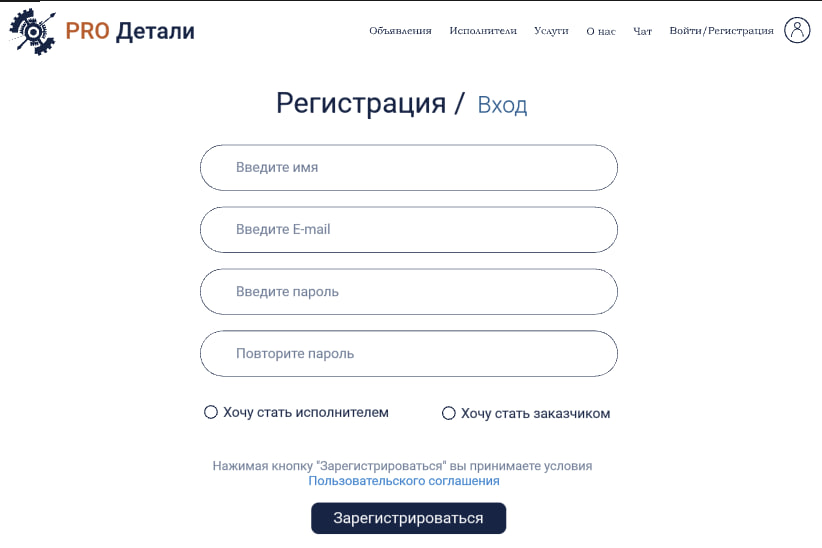 PRO Детали
Объявления Исполнители Услуги О нас Чат Войти/Регистрация
Регистрация / Вход
Введите имя
Введите E-mail
Введите пароль
Повторите пароль
Хочу стать исполнителем Хочу стать заказчиком
Нажимая кнопку "Зарегистрироваться" вы принимаете условия
Пользовательского соглашения
Зарегистрироваться